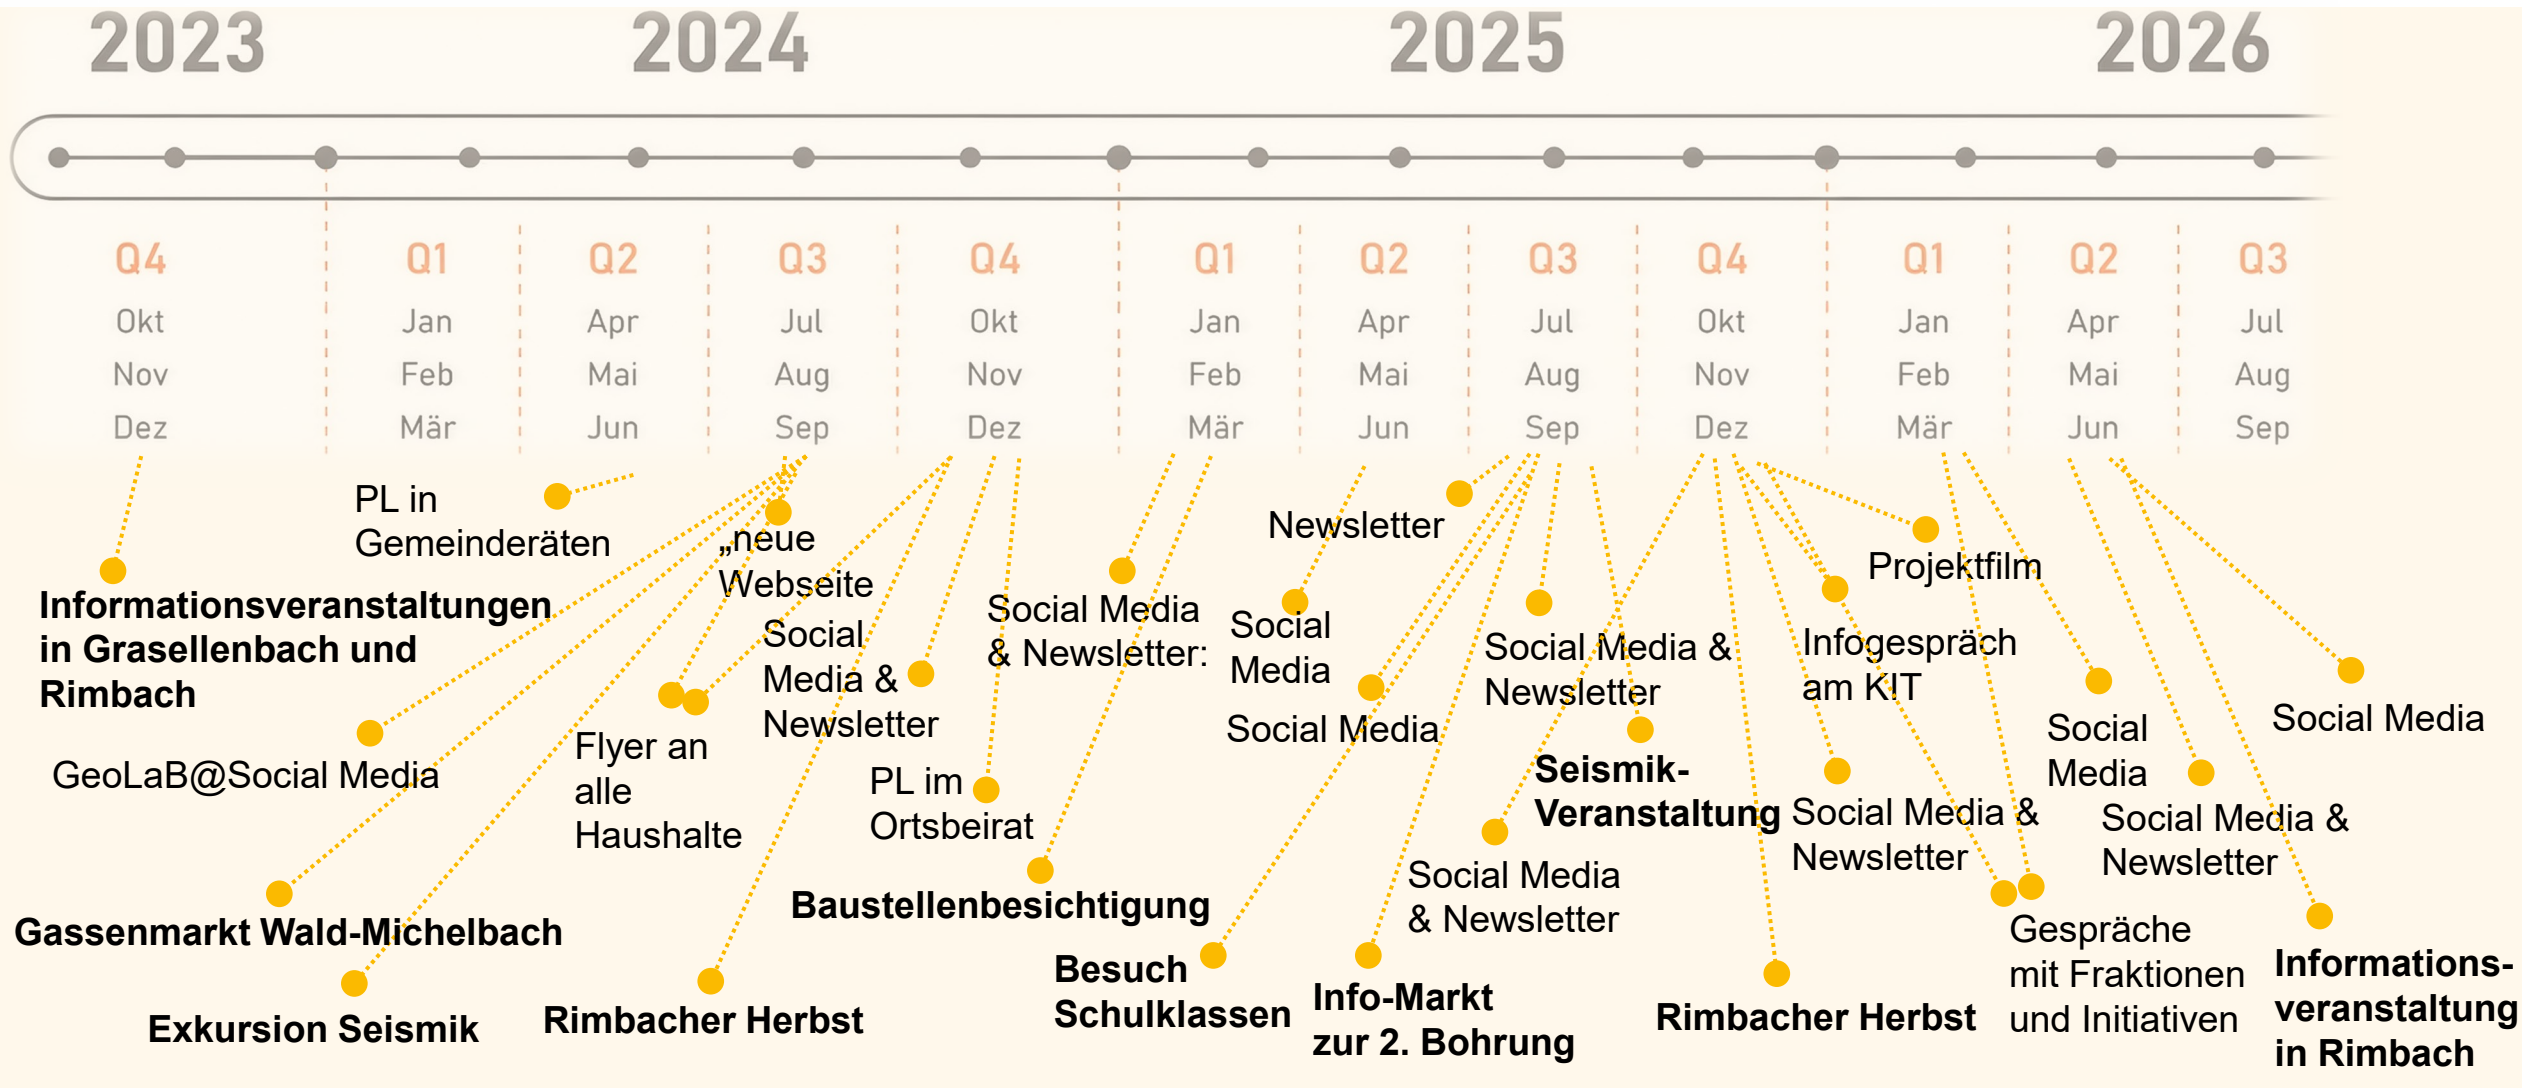 2023 2024 2025 2026
Q4 Q1 Q2 Q3 Q4 Q1 Q2 Q3 Q4 Q1 Q2 Q3
Okt Jan Apr Jul Okt Jan Apr Jul Okt Jan Apr Jul
Nov Feb Mai Aug Nov Feb Mai Aug Nov Feb Mai Aug
Dez Mär Jun Sep Dez Mär Jun Sep Dez Mär Jun Sep
Informationsveranstaltungen
in Grasellenbach und
Rimbach
PL in
Gemeinderäten
GeoLaB@Social Media
Gassenmarkt Wald-Michelbach
Exkursion Seismik
„neue
Webseite
Flyer an
alle
Haushalte
Social
Media &
Newsletter
Rimbacher Herbst
PL im
Ortsbeirat
Social Media
& Newsletter:
Baustellenbesichtigung
Social
Media
Newsletter
Social Media
Besuch
Schulklassen
Info-Markt
zur 2. Bohrung
Social Media &
Newsletter
Seismik-
Veranstaltung
Social Media
& Newsletter
Rimbacher Herbst
Projektfilm
Infogespräch
am KIT
Social Media &
Newsletter
Gespräche
mit Fraktionen
und Initiativen
Social
Media
Social Media &
Newsletter
Social Media
Informations-
veranstaltung
in Rimbach